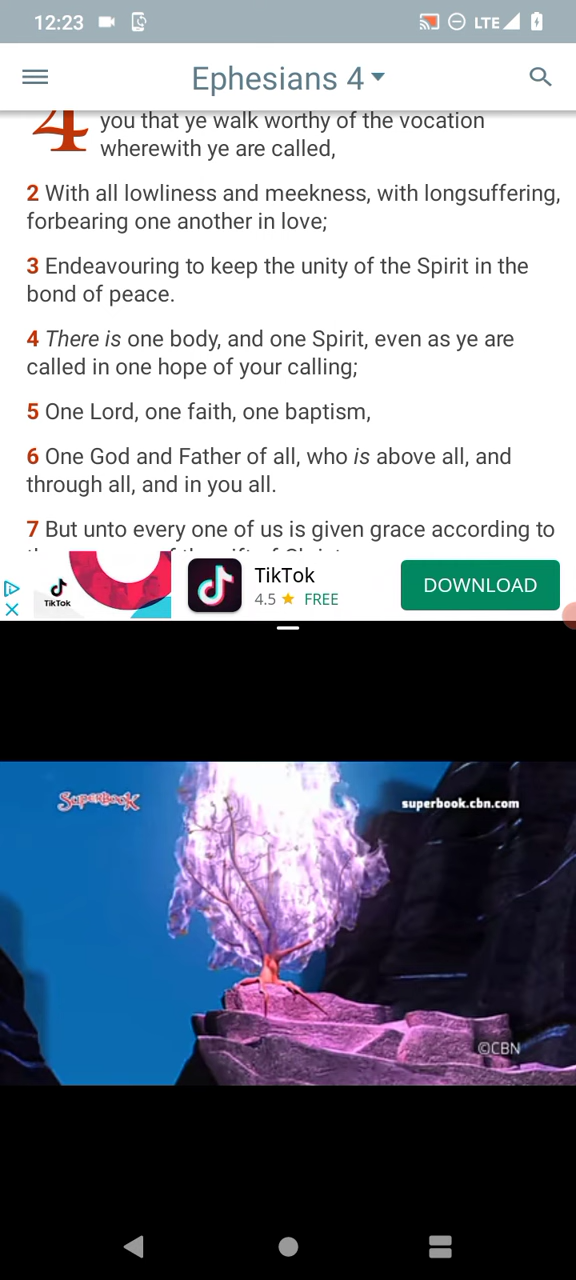 12:23
LTE
Ephesians 4
4 you that ye walk worthy of the vocation
wherewith ye are called,
2 With all lowliness and meekness, with longsuffering,
forbearing one another in love;
3 Endeavouring to keep the unity of the Spirit in the
bond of peace.
4 There is one body, and one Spirit, even as ye are
called in one hope of your calling;
5 One Lord, one faith, one baptism,
6 One God and Father of all, who is above all, and
through all, and in you all.
7 But unto every one of us is given grace according to
TikTok
TikTok
4.5 ★ FREE
DOWNLOAD
SUPERBOOK
superbook.cbn.com
©CBN